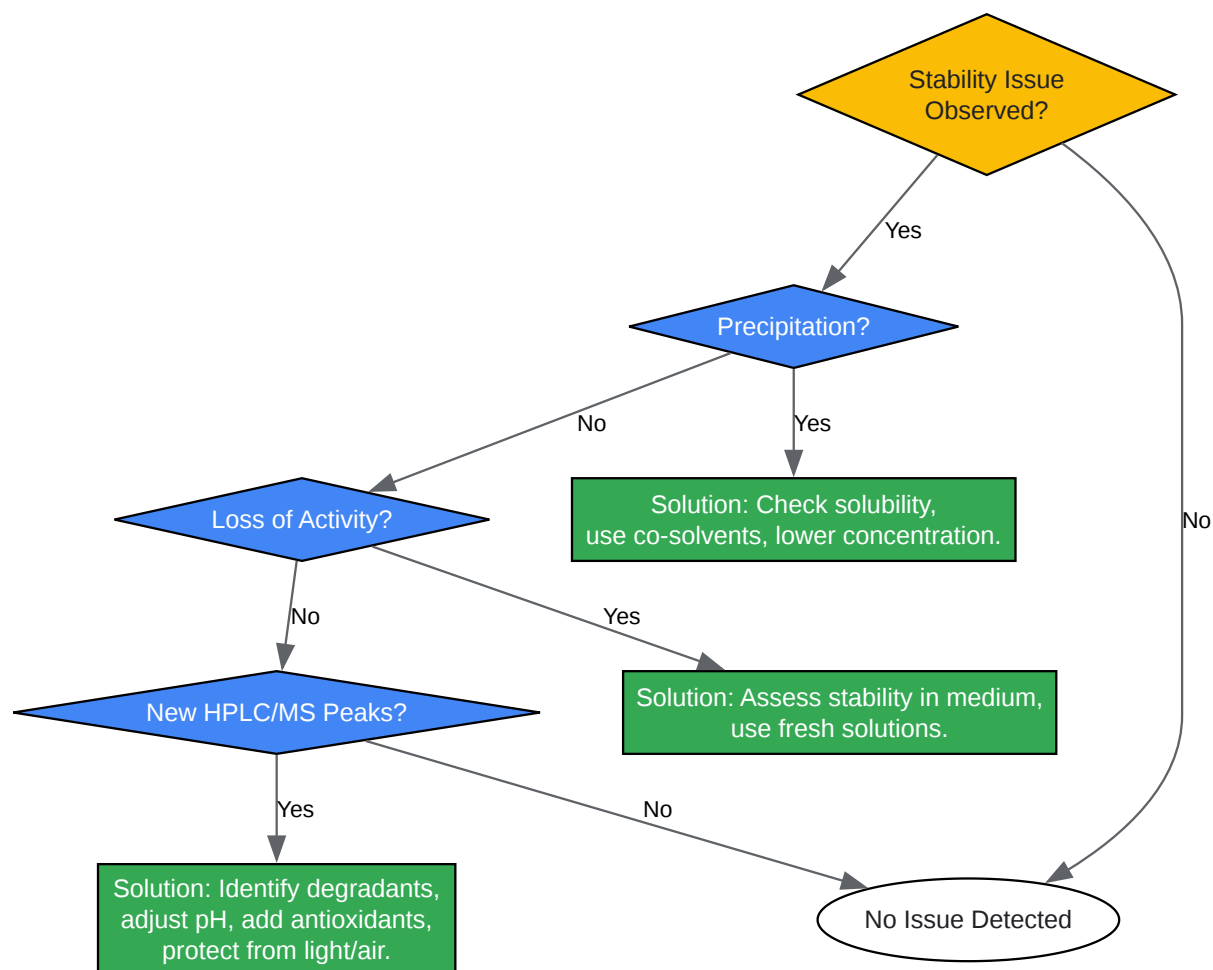 Stability Issue
Observed?
Yes
Precipitation?
No
Yes
Loss of Activity?
Solution: Check solubility,
use co-solvents, lower concentration.
No
No
Yes
New HPLC/MS Peaks?
Solution: Assess stability in medium,
use fresh solutions.
Yes
No
Solution: Identify degradants,
adjust pH, add antioxidants,
protect from light/air.
No Issue Detected